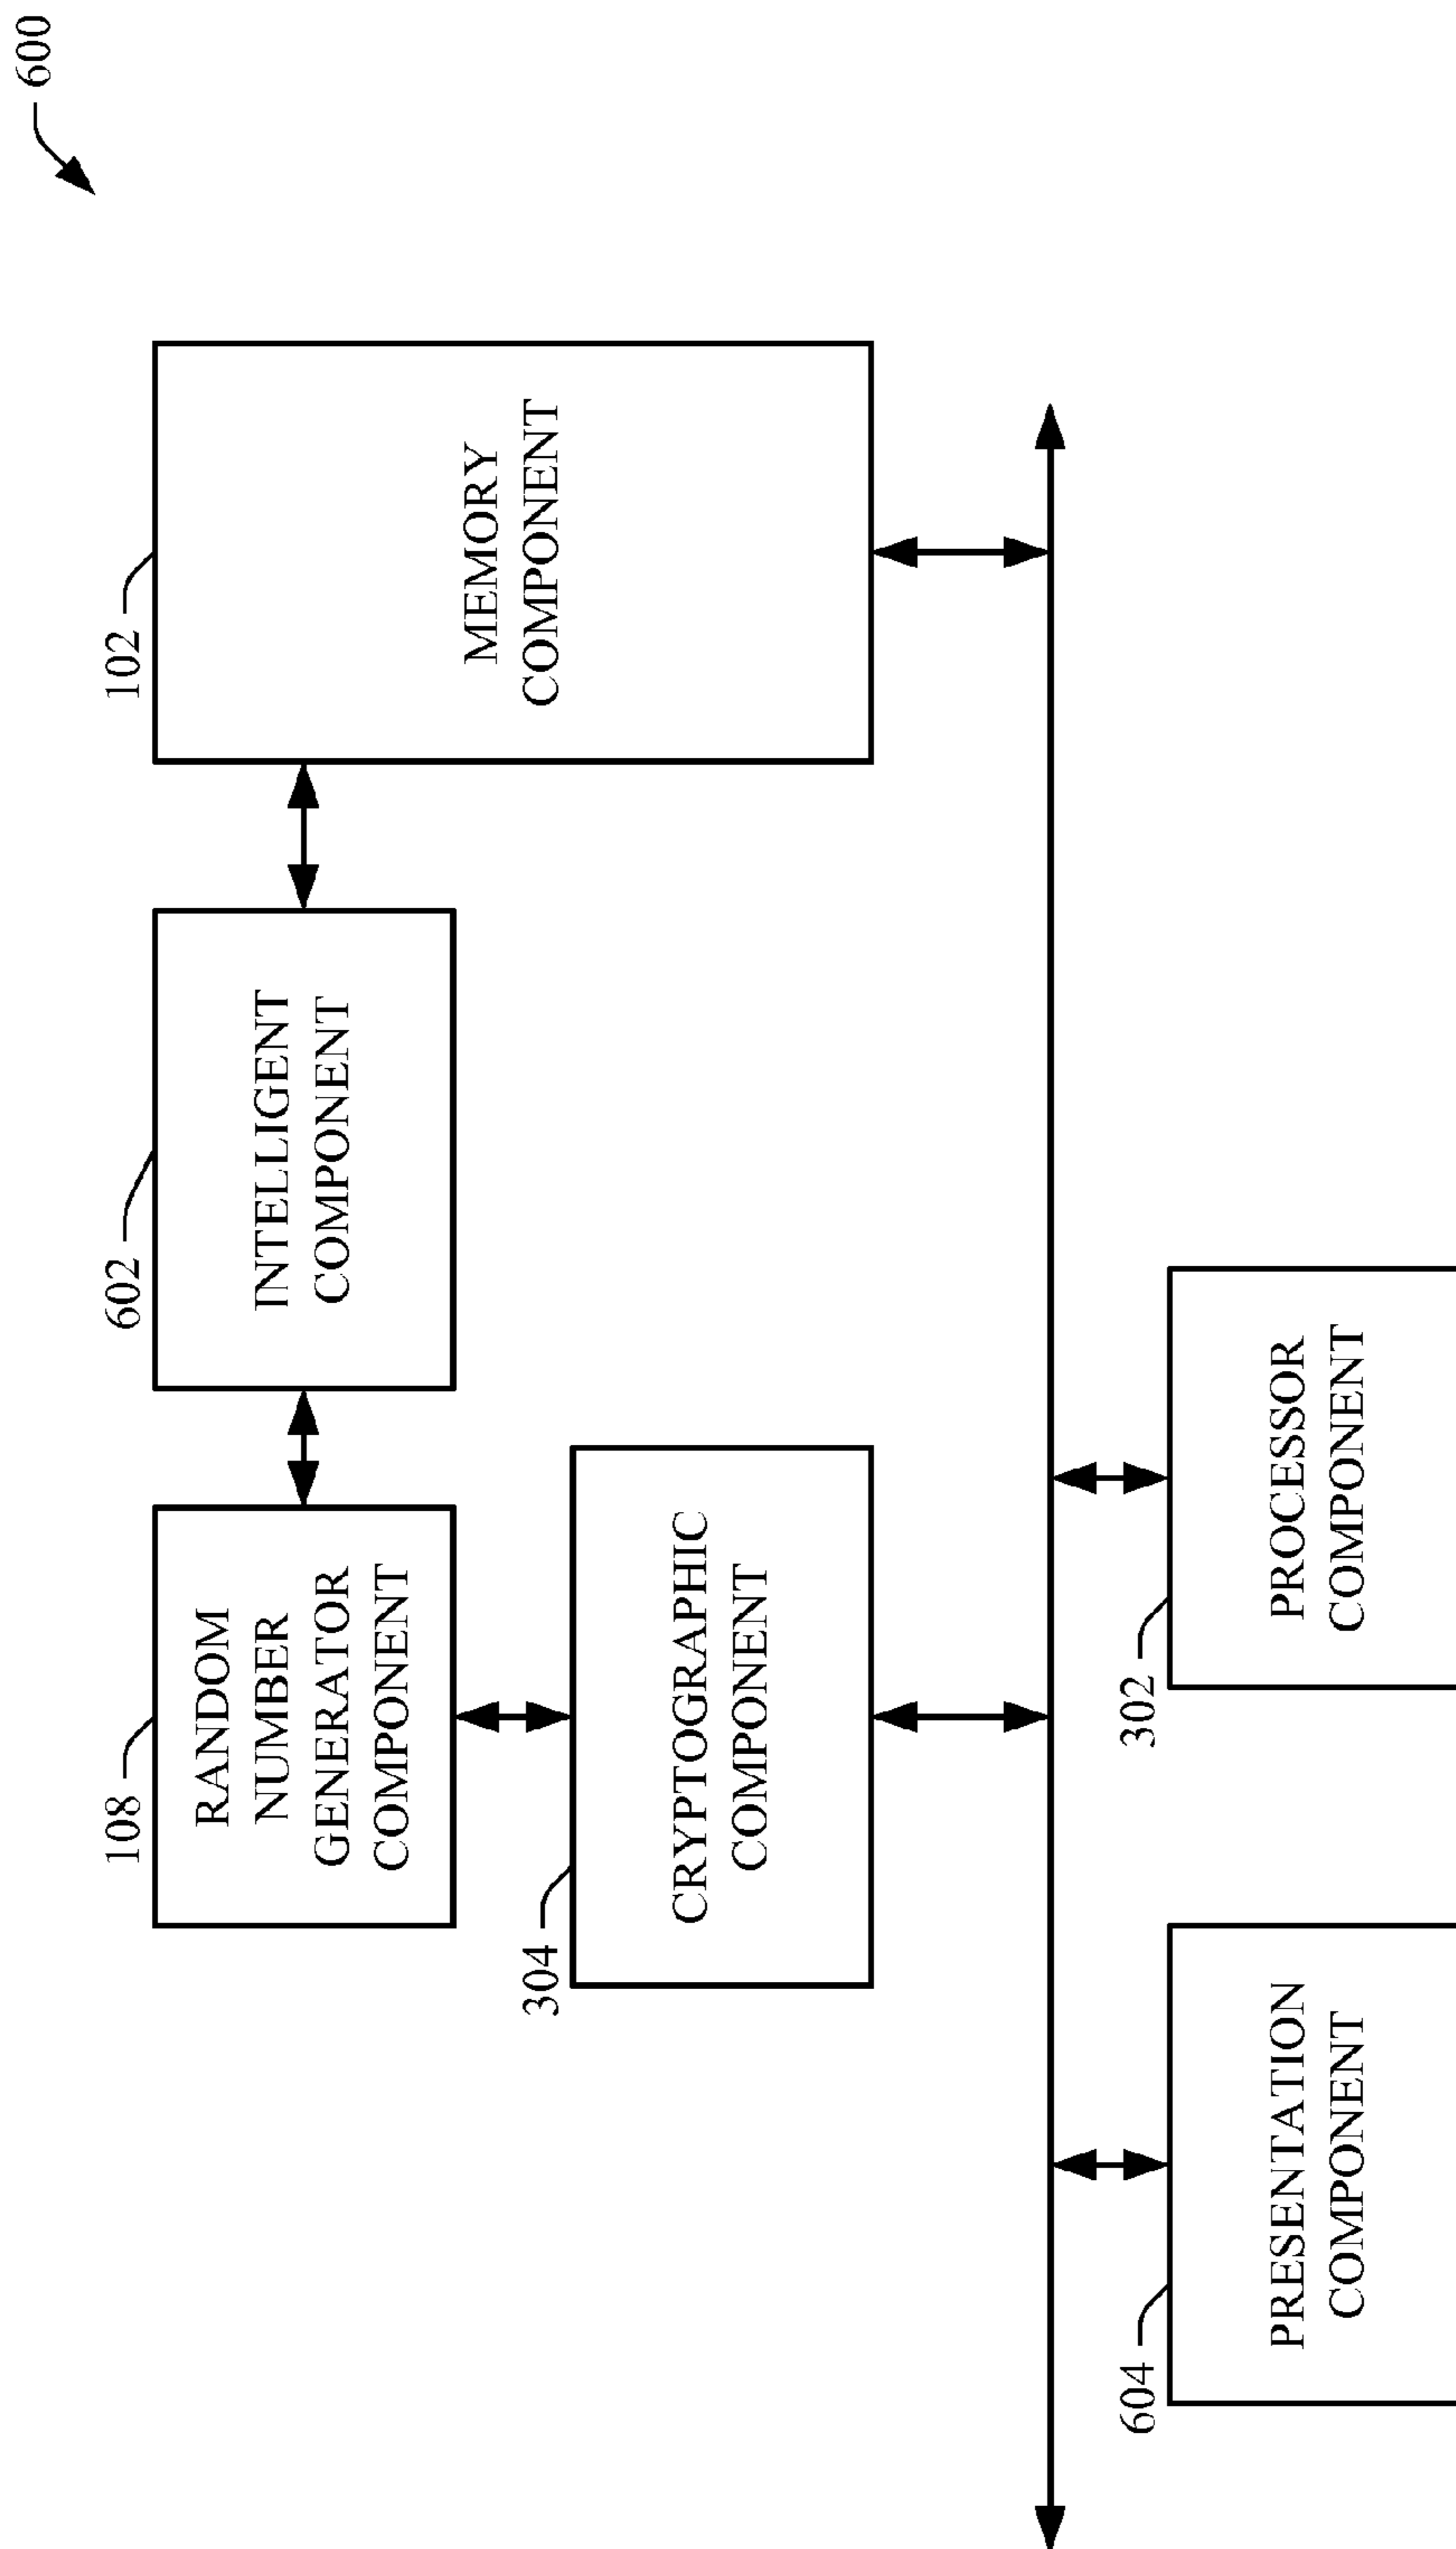 600
108
RANDOM
NUMBER
GENERATOR
COMPONENT
602
INTELLIGENT
COMPONENT
102
MEMORY
COMPONENT
304
CRYPTOGRAPHIC
COMPONENT
604
PRESENTATION
COMPONENT
302
PROCESSOR
COMPONENT